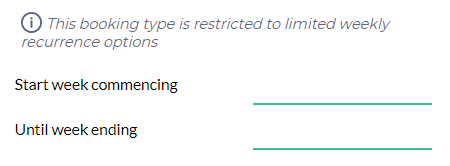 This booking type is restricted to limited weekly
recurrence options
Start week commencing
Until week ending